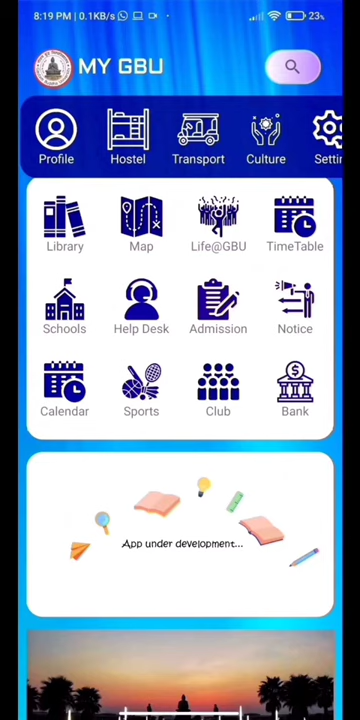 8:19 PM | 0.1KB/s
23%
MY GBU
Profile Hostel Transport Culture Settin
Library Map Life@GBU TimeTable
Schools Help Desk Admission Notice
Calendar Sports Club Bank
App under development...